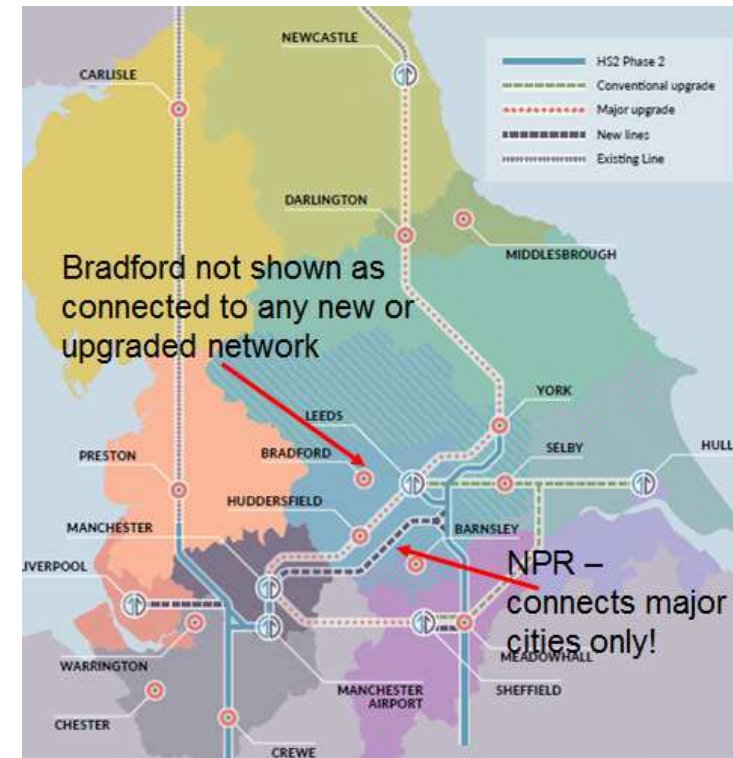 NEWCASTLE
CARLISLE
HS2 Phase 2
Conventional upgrade
Major upgrade
New lines
Existing Line
DARLINGTON
MIDDLESBROUGH
Bradford not shown as
connected to any new or
upgraded network
YORK
LEEDS
BRADFORD
SELBY
HULL
PRESTON
HUDDERSFIELD
MANCHESTER
BARNSLEY
NPR –
connects major
cities only!
IVERPOOL
WARRINGTON
MEADOWHALL
MANCHESTER
AIRPORT
SHEFFIELD
CHESTER
CREWE